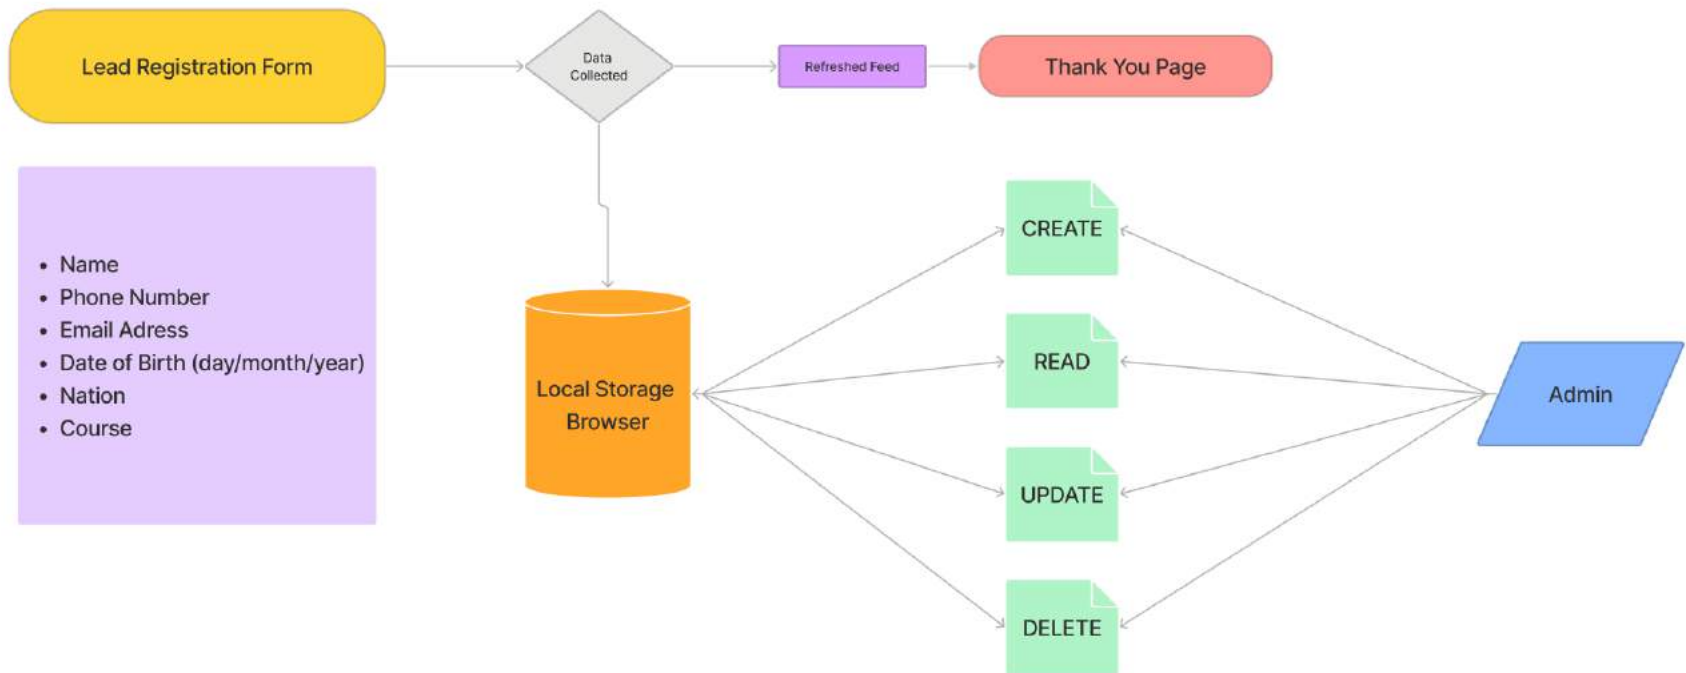 Lead Registration Form
Data
Collected
Refreshed Feed
Thank You Page
• Name
• Phone Number
• Email Adress
• Date of Birth (day/month/year)
• Nation
• Course
Local Storage
Browser
CREATE
READ
UPDATE
DELETE
Admin